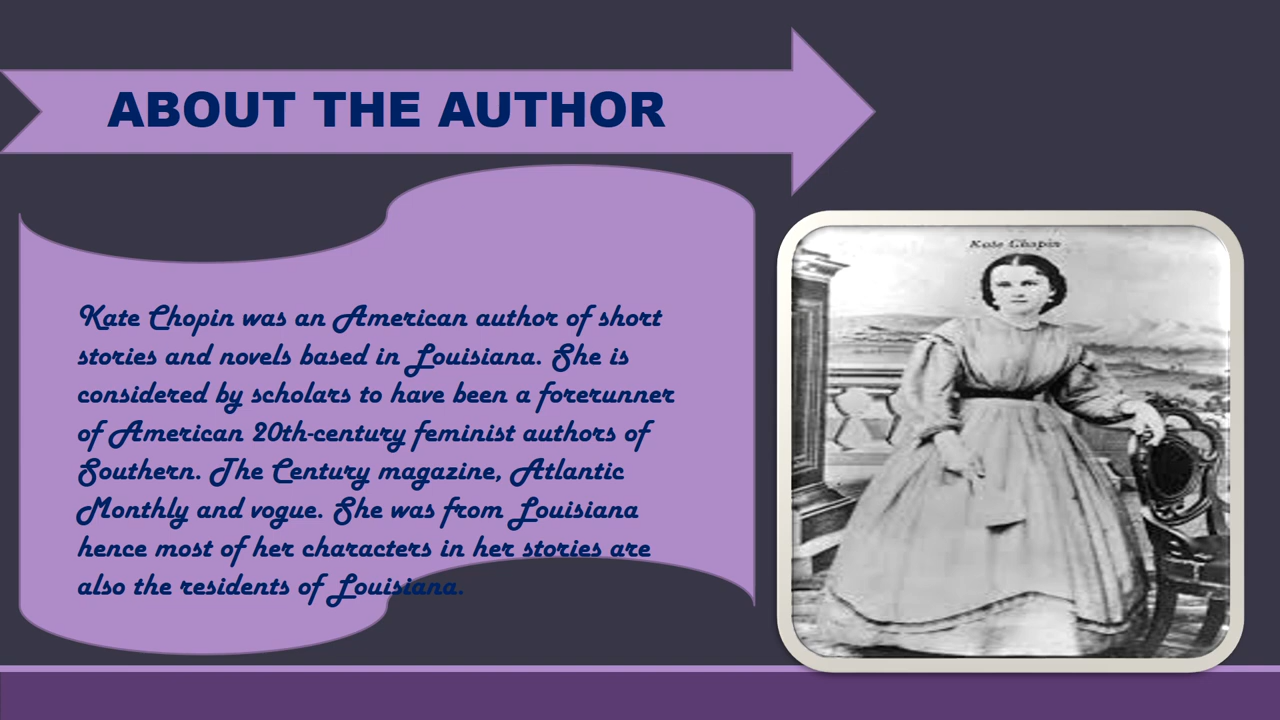 ABOUT THE AUTHOR
Kate Chopin
Kate Chopin was an American author of short
stories and novels based in Louisiana. She is
considered by scholars to have been a forerunner
of American 20th-century feminist authors of
Southern. The Century magazine, Atlantic
Monthly and vogue. She was from Louisiana
hence most of her characters in her stories are
also the residents of Louisiana.